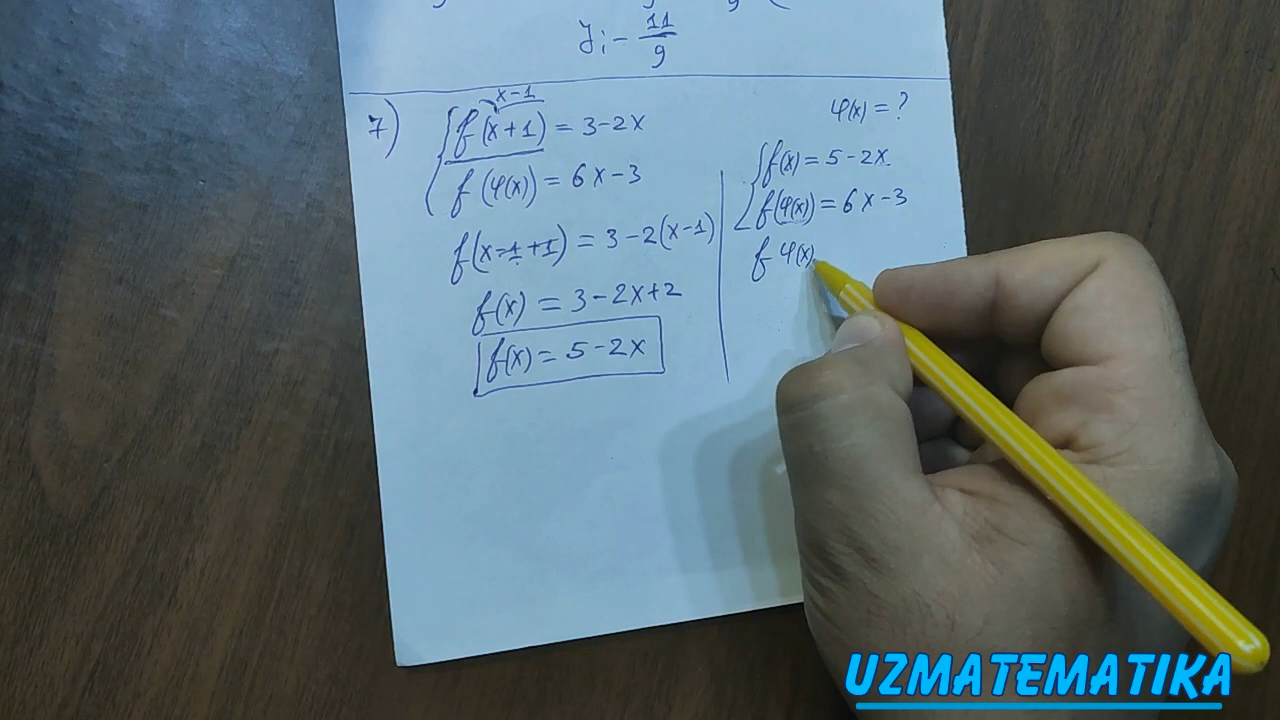 J; - 11/9
7) { f(x+1) = 3-2x
x-1
f(φ(x)) = 6x-3
f(x-1+1) = 3-2(x-1)
f(x) = 3-2x+2
f(x) = 5-2x
φ(x) = ?
{ f(x) = 5-2x.
f(φ(x)) = 6x-3
f φ(x)
UZMATEMATIKA